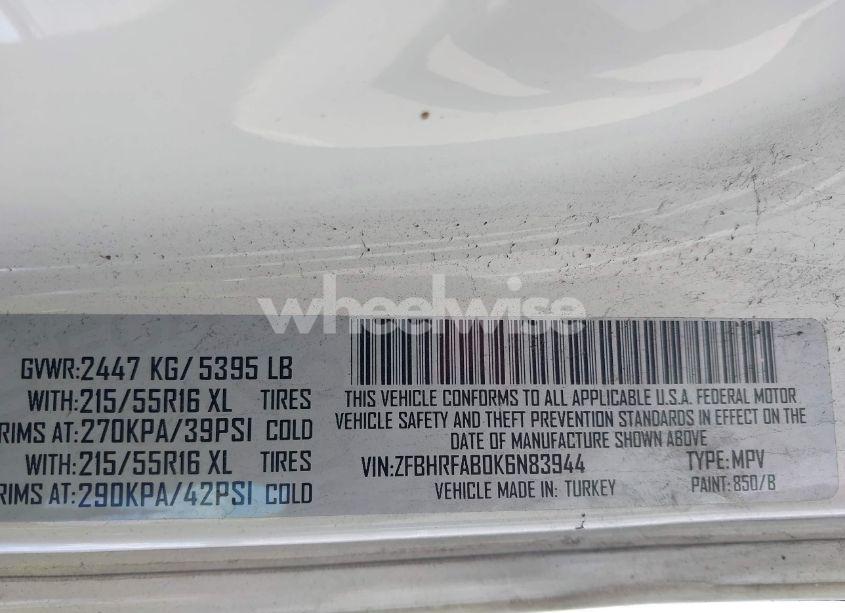 wheelwise
GVWR:2447 KG/ 5395 LB
WITH:215/55R16 XL TIRES
RIMS AT:270KPA/39PSI COLD
WITH:215/55R16 XL TIRES
RIMS AT:290KPA/42PSI COLD
THIS VEHICLE CONFORMS TO ALL APPLICABLE U.S.A. FEDERAL MOTOR
VEHICLE SAFETY AND THEFT PREVENTION STANDARDS IN EFFECT ON THE
DATE OF MANUFACTURE SHOWN ABOVE
VIN:ZFBHRFAB0K6N83944 TYPE:MPV
VEHICLE MADE IN: TURKEY PAINT:850/B